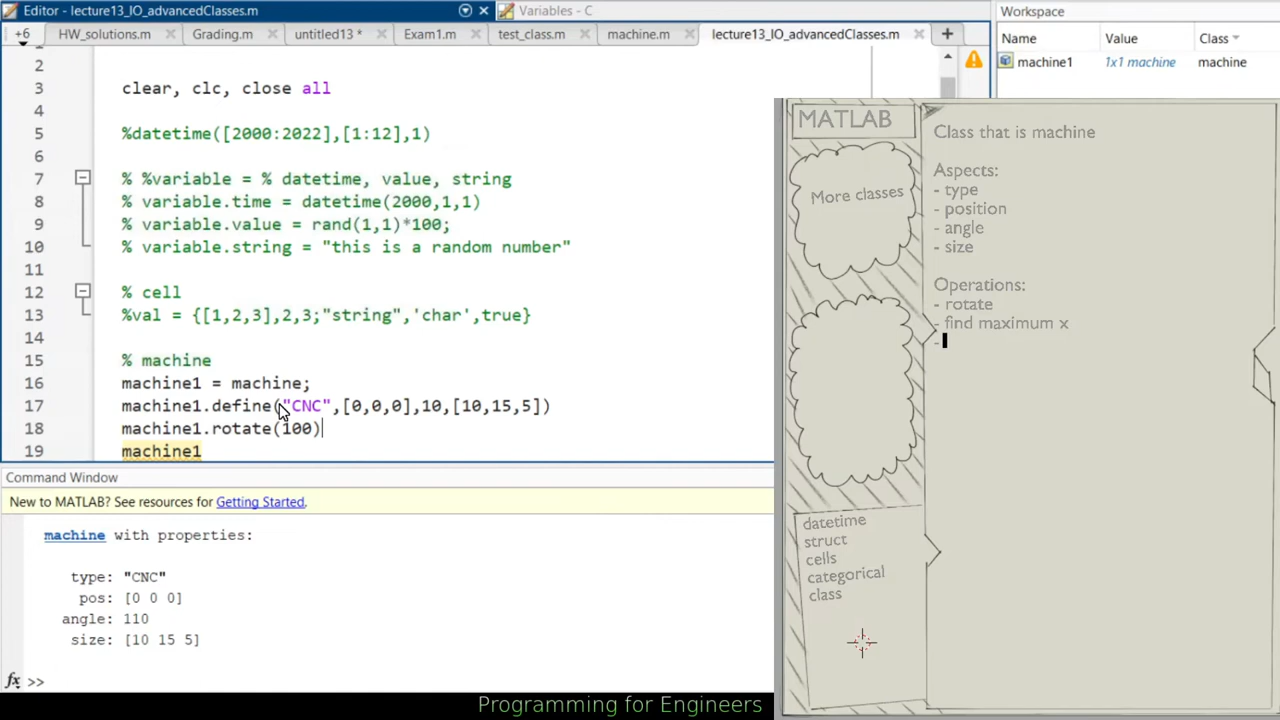 Editor - lecture13_IO_advancedClasses.m
Variables - C
+6
HW_solutions.m
Grading.m
untitled13 *
Exam1.m
test_class.m
machine.m
lecture13_IO_advancedClasses.m
2
3 clear, clc, close all
4
5 %datetime([2000:2022],[1:12],1)
6
7 % %variable = % datetime, value, string
8 % variable.time = datetime(2000,1,1)
9 % variable.value = rand(1,1)*100;
10 % variable.string = "this is a random number"
11
12 % cell
13 %val = {[1,2,3],2,3;"string",'char',true}
14
15 % machine
16 machine1 = machine;
17 machine1.define("CNC",[0,0,0],10,[10,15,5])
18 machine1.rotate(100)
19 machine1
Command Window
New to MATLAB? See resources for Getting Started.
machine with properties:
type: "CNC"
pos: [0 0 0]
angle: 110
size: [10 15 5]
fx >>
Workspace
Name Value Class
machine1 1x1 machine machine
MATLAB
More classes
datetime
struct
cells
categorical
class
Class that is machine
Aspects:
- type
- position
- angle
- size
Operations:
- rotate
- find maximum x
-
Programming for Engineers